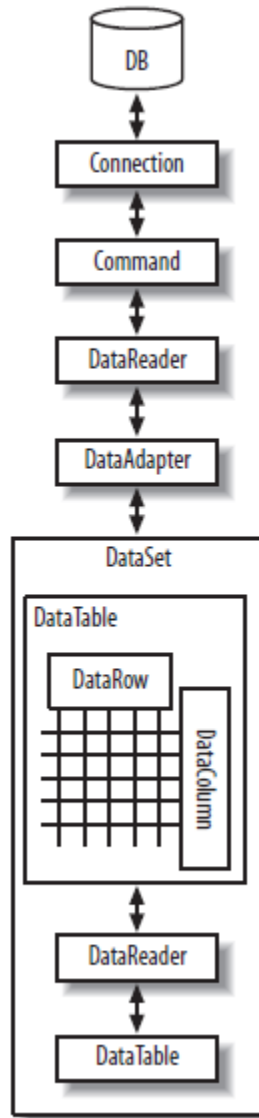 DB
Connection
Command
DataReader
DataAdapter
DataSet
DataTable
DataRow
DataColumn
DataReader
DataTable